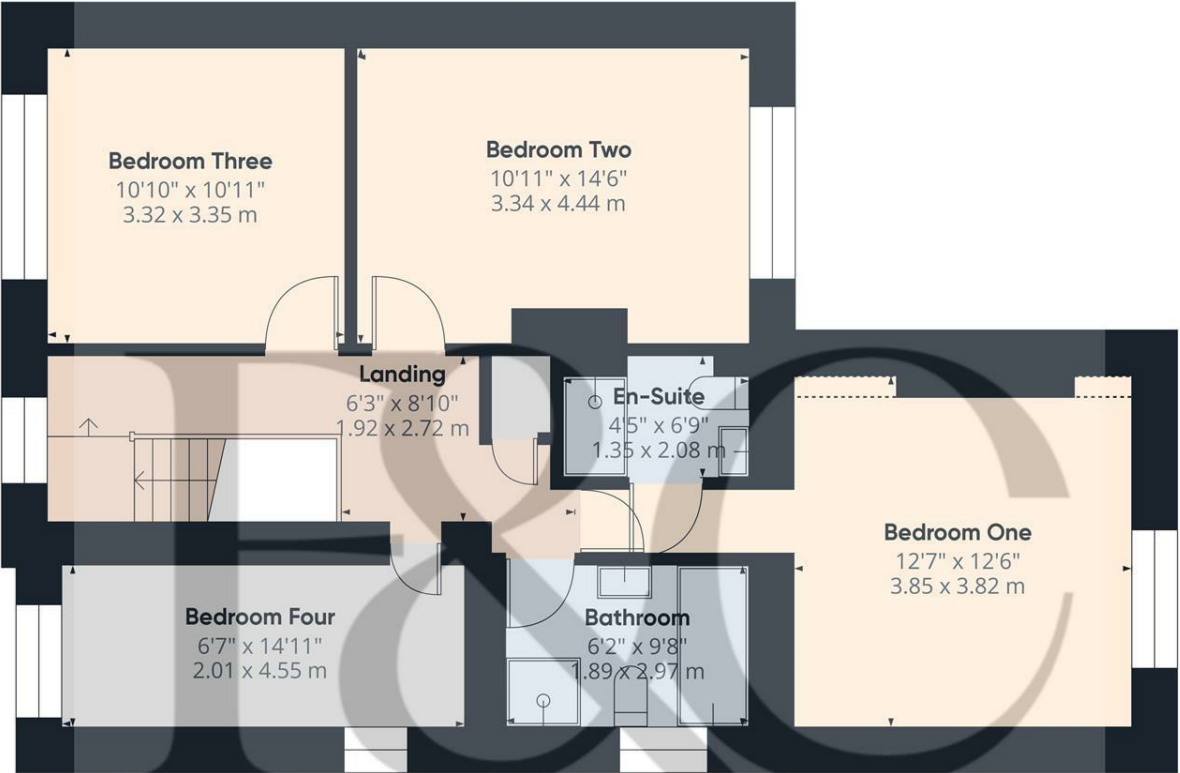 Bedroom Three
10'10" x 10'11"
3.32 x 3.35 m
Bedroom Two
10'11" x 14'6"
3.34 x 4.44 m
Landing
6'3" x 8'10"
1.92 x 2.72 m
En-Suite
4'5" x 6'9"
1.35 x 2.08 m
Bedroom One
12'7" x 12'6"
3.85 x 3.82 m
Bedroom Four
6'7" x 14'11"
2.01 x 4.55 m
Bathroom
6'2" x 9'8"
1.89 x 2.97 m
F&C